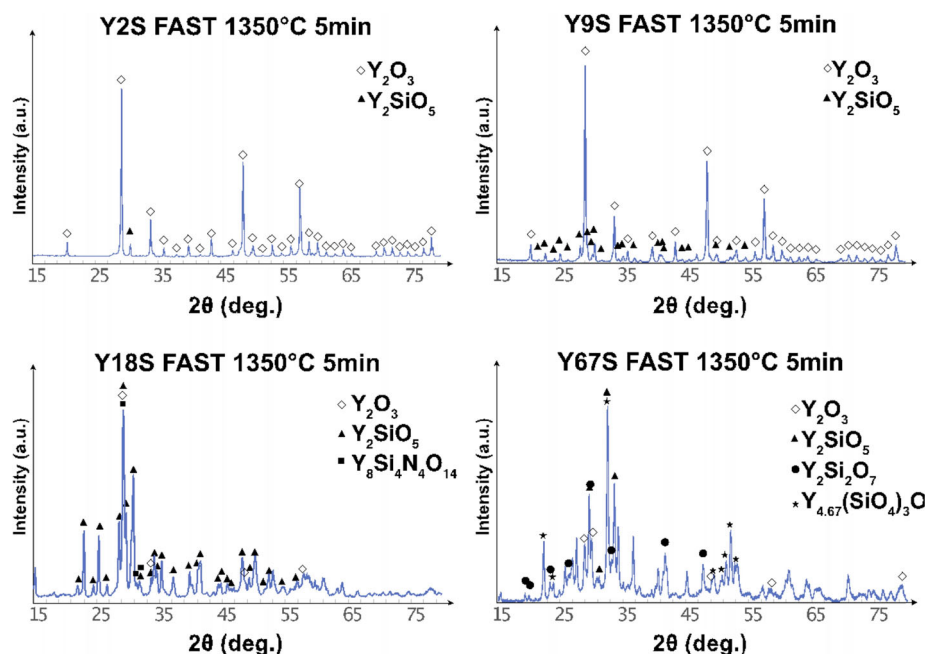 Y2S FAST 1350°C 5min
Intensity (a.u.)
◇ Y₂O₃
▲ Y₂SiO₅
15 25 35 45 55 65 75
2θ (deg.)
Y9S FAST 1350°C 5min
Intensity (a.u.)
◇ Y₂O₃
▲ Y₂SiO₅
15 25 35 45 55 65 75
2θ (deg.)
Y18S FAST 1350°C 5min
Intensity (a.u.)
◇ Y₂O₃
▲ Y₂SiO₅
■ Y₈Si₄N₄O₁₄
15 25 35 45 55 65 75
2θ (deg.)
Y67S FAST 1350°C 5min
Intensity (a.u.)
◇ Y₂O₃
▲ Y₂SiO₅
● Y₂Si₂O₇
★ Y₄.₆₇(SiO₄)₃O
15 25 35 45 55 65 75
2θ (deg.)